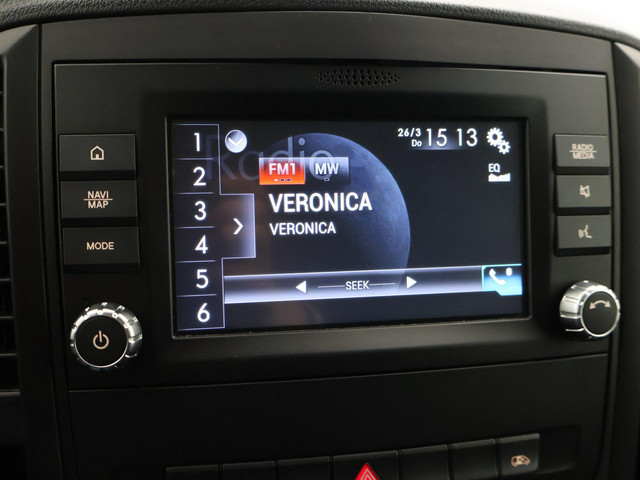 NAVI
MAP
MODE
1
2
3
4
5
6
Radio
FM1 MW
VERONICA
VERONICA
26/3
Do 15 13
EQ
SEEK
RADIO
MEDIA